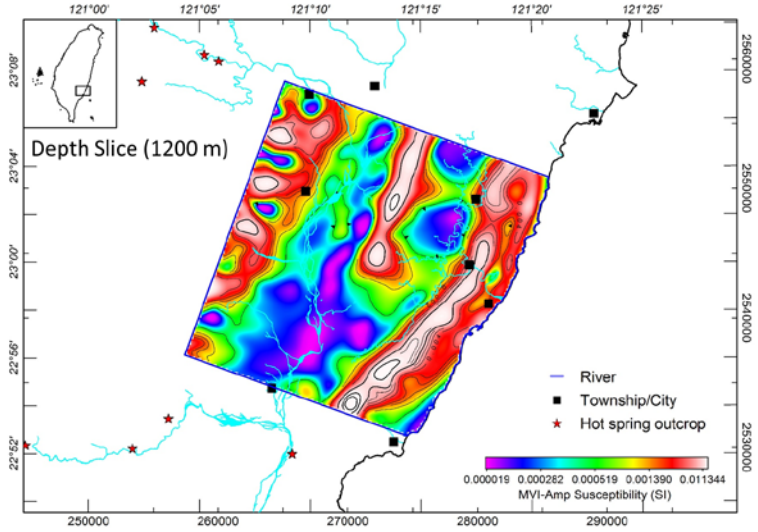 121°00' 121°05' 121°10' 121°15' 121°20' 121°25'
23°08'
23°04'
23°00'
22°56'
22°52'
2560000
2550000
2540000
2530000
Depth Slice (1200 m)
River
Township/City
Hot spring outcrop
0.000019 0.000282 0.000519 0.001390 0.011344
MVI-Amp Susceptibility (SI)
250000 260000 270000 280000 290000